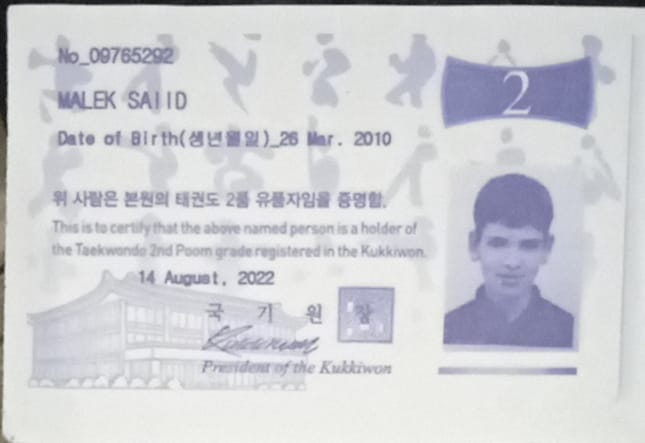 No_09765292
MALEK SAIID
Date of Birth(생년월일)_26 Mar. 2010
위 사람은 본원의 태권도 2품 유품자임을 증명함.
This is to certify that the above named person is a holder of
the Taekwondo 2nd Poom grade registered in the Kukkiwon.
14 August, 2022
국 기 원 장
President of the Kukkiwon
2